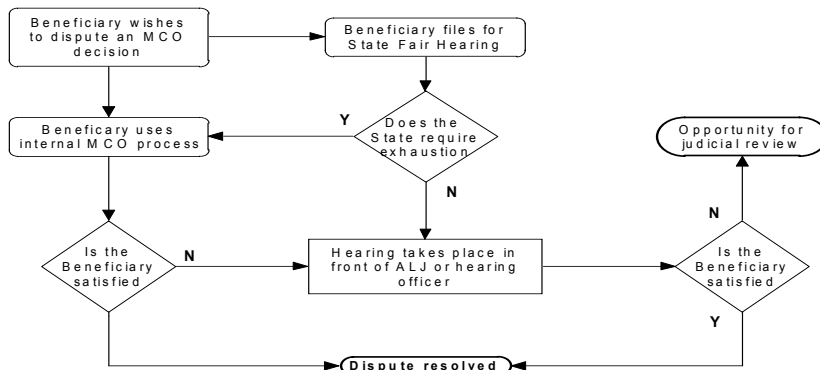 Beneficiary wishes
to dispute an MCO
decision
Beneficiary files for
State Fair Hearing
Beneficary uses
internal MCO process
Y
Does the
State require
exhaustion
Opportunity for
judicial review
N
N
Is the
Beneficiary
satisfied
N
Hearing takes place in
front of ALJ or hearing
officer
Is the
Beneficiary
satisfied
Y
Dispute resolved